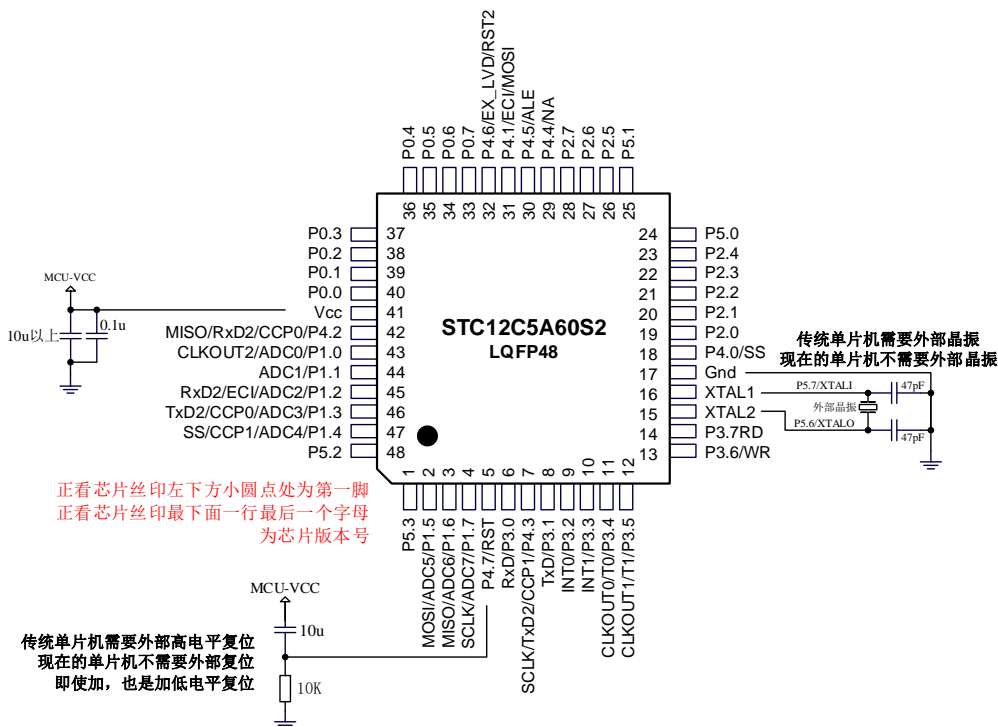 P0.4
P0.5
P0.6
P0.7
P4.6/EX_LVD/RST2
P4.1/ECI/MOSI
P4.5/ALE
P4.4/NA
P2.7
P2.6
P2.5
P5.1
36
35
34
33
32
31
30
29
28
27
26
25
P0.3 37
P0.2 38
P0.1 39
P0.0 40
Vcc 41
MISO/RxD2/CCP0/P4.2 42
CLKOUT2/ADC0/P1.0 43
ADC1/P1.1 44
RxD2/ECI/ADC2/P1.2 45
TxD2/CCP0/ADC3/P1.3 46
SS/CCP1/ADC4/P1.4 47
P5.2 48
MCU-VCC
10u以上
0.1u
STC12C5A60S2
LQFP48
24 P5.0
23 P2.4
22 P2.3
21 P2.2
20 P2.1
19 P2.0
18 P4.0/SS
17 Gnd
16 XTAL1
15 XTAL2
14 P3.7RD
13 P3.6/WR
传统单片机需要外部晶振
现在的单片机不需要外部晶振
P5.7/XTALI
47pF
外部晶振
P5.6/XTALO
47pF
1
2
3
4
5
6
7
8
9
10
11
12
P5.3
MOSI/ADC5/P1.5
MISO/ADC6/P1.6
SCLK/ADC7/P1.7
P4.7/RST
RxD/P3.0
SCLK/TxD2/CCP1/P4.3
TxD/P3.1
INT0/P3.2
INT1/P3.3
CLKOUT0/T0/P3.4
CLKOUT1/T1/P3.5
正看芯片丝印左下方小圆点处为第一脚
正看芯片丝印最下面一行最后一个字母
为芯片版本号
MCU-VCC
10u
传统单片机需要外部高电平复位
现在的单片机不需要外部复位
即使加，也是加低电平复位
10K